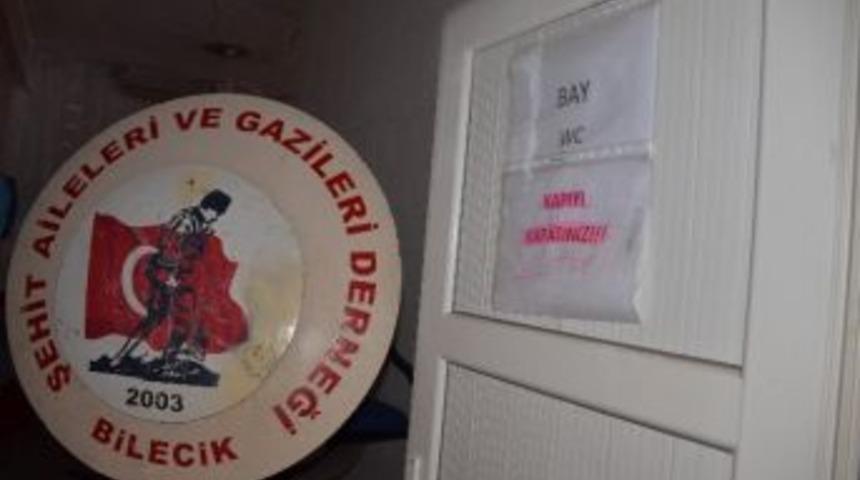 ŞEHİT AİLELERİ VE GAZİLERİ DERNEĞİ
2003
BİLECİK
BAY
WC
KAPIYI
KAPATINIZ!!!